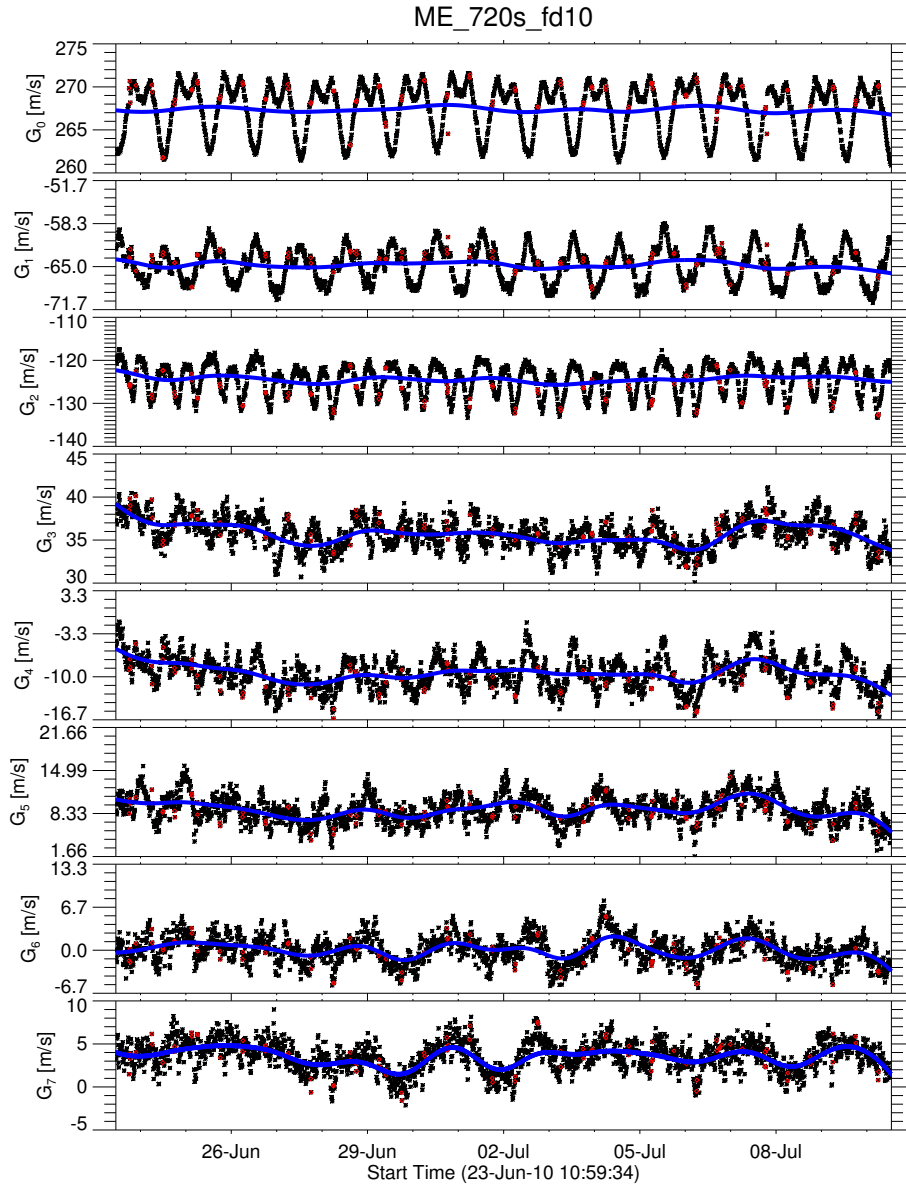 ME_720s_fd10
275
270
265
260
G0 [m/s]
-51.7
-58.3
-65.0
-71.7
G1 [m/s]
-110
-120
-130
-140
G2 [m/s]
45
40
35
30
G3 [m/s]
3.3
-3.3
-10.0
-16.7
G4 [m/s]
21.66
14.99
8.33
1.66
G5 [m/s]
13.3
6.7
0.0
-6.7
G6 [m/s]
10
5
0
-5
G7 [m/s]
26-Jun 29-Jun 02-Jul 05-Jul 08-Jul
Start Time (23-Jun-10 10:59:34)